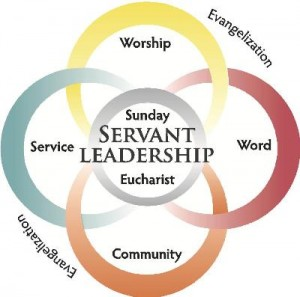 Worship
Evangelization
Sunday
SERVANT
LEADERSHIP
Eucharist
Service
Word
Evangelization
Community